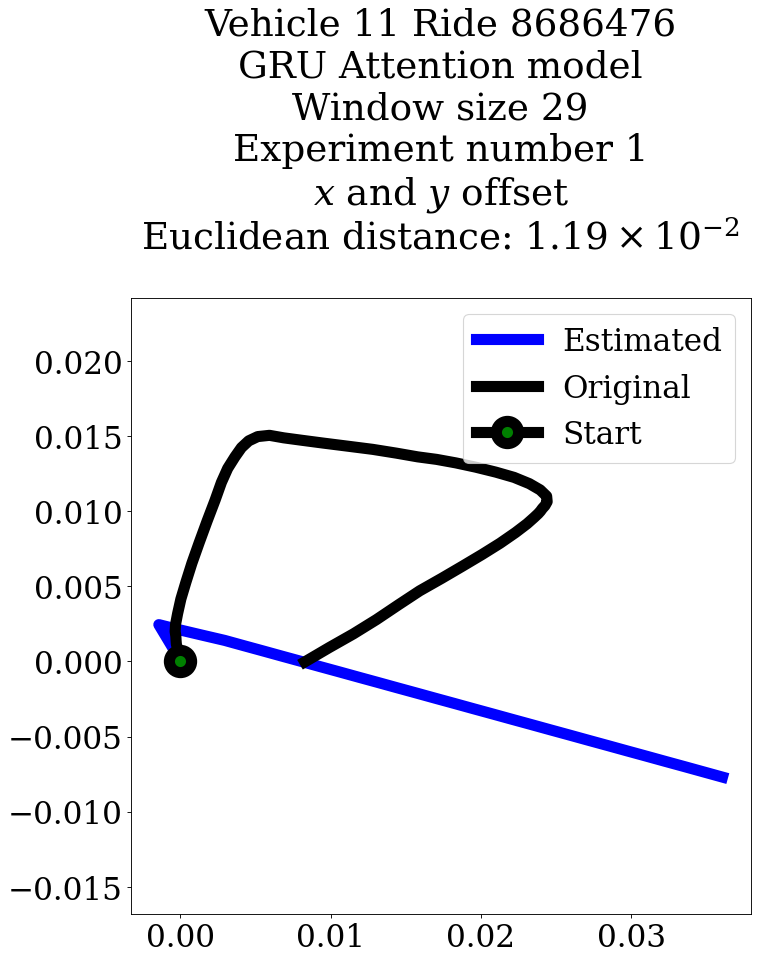 Vehicle 11 Ride 8686476
GRU Attention model
Window size 29
Experiment number 1
x and y offset
Euclidean distance: 1.19 × 10⁻²
Estimated
Original
Start
0.020
0.015
0.010
0.005
0.000
−0.005
−0.010
−0.015
0.00 0.01 0.02 0.03